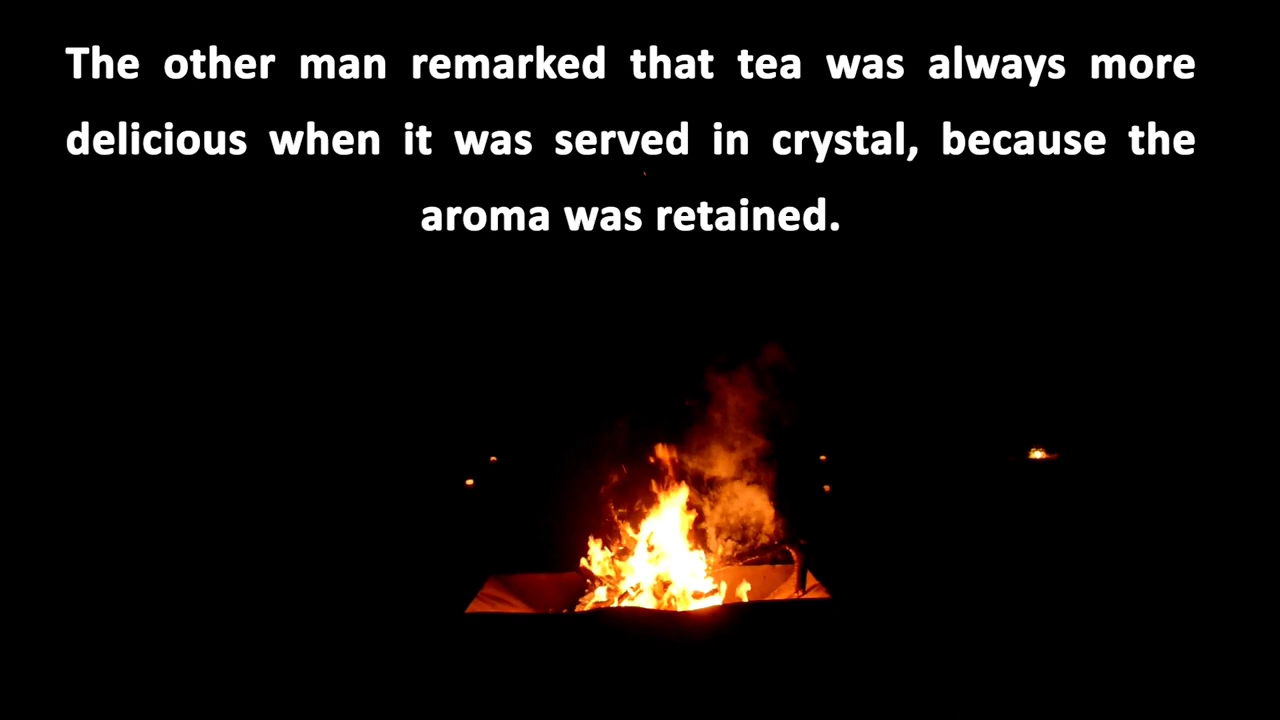 The other man remarked that tea was always more
delicious when it was served in crystal, because the
aroma was retained.